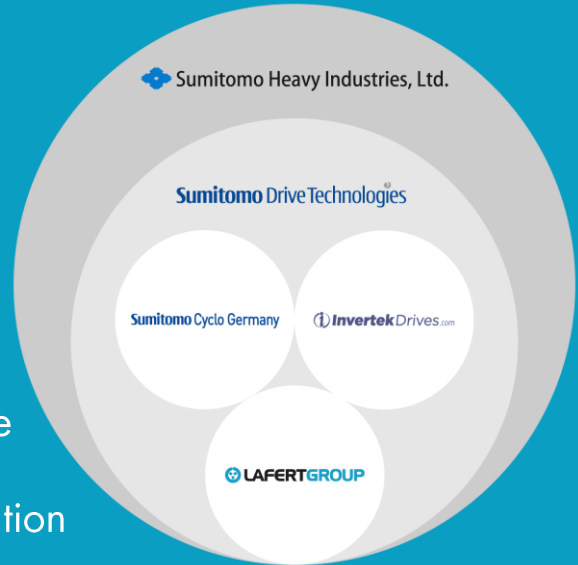 Sumitomo Heavy Industries, Ltd.
Sumitomo Drive Technologies
Sumitomo Cyclo Germany
Invertek Drives.com
LAFERTGROUP
e
tion